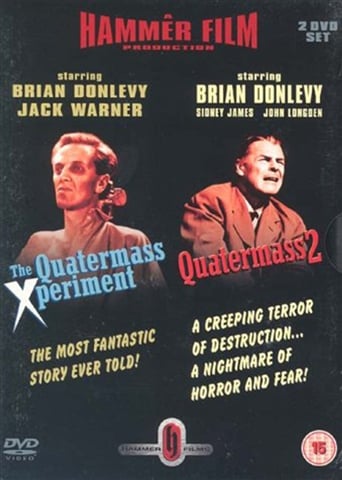 A
HAMMER FILM
PRODUCTION
2 DVD
SET
starring
BRIAN DONLEVY
JACK WARNER
starring
BRIAN DONLEVY
SIDNEY JAMES JOHN LONGDEN
The Quatermass
Xperiment
Quatermass 2
THE MOST FANTASTIC
STORY EVER TOLD!
A CREEPING TERROR
OF DESTRUCTION...
A NIGHTMARE OF
HORROR AND FEAR!
DVD
VIDEO
HAMMER FILMS
15